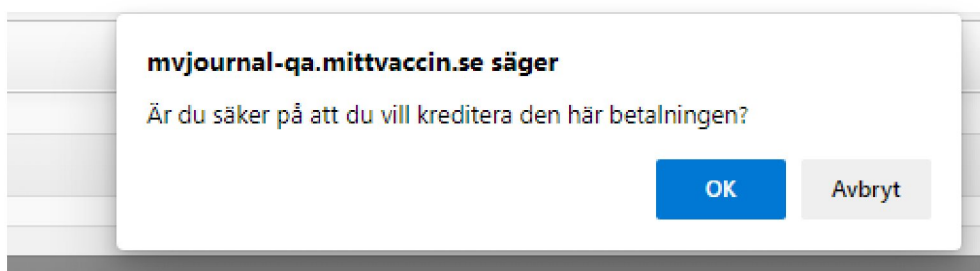 mvjournal-qa.mittvaccin.se säger
Är du säker på att du vill kreditera den här betalningen?
OK
Avbryt